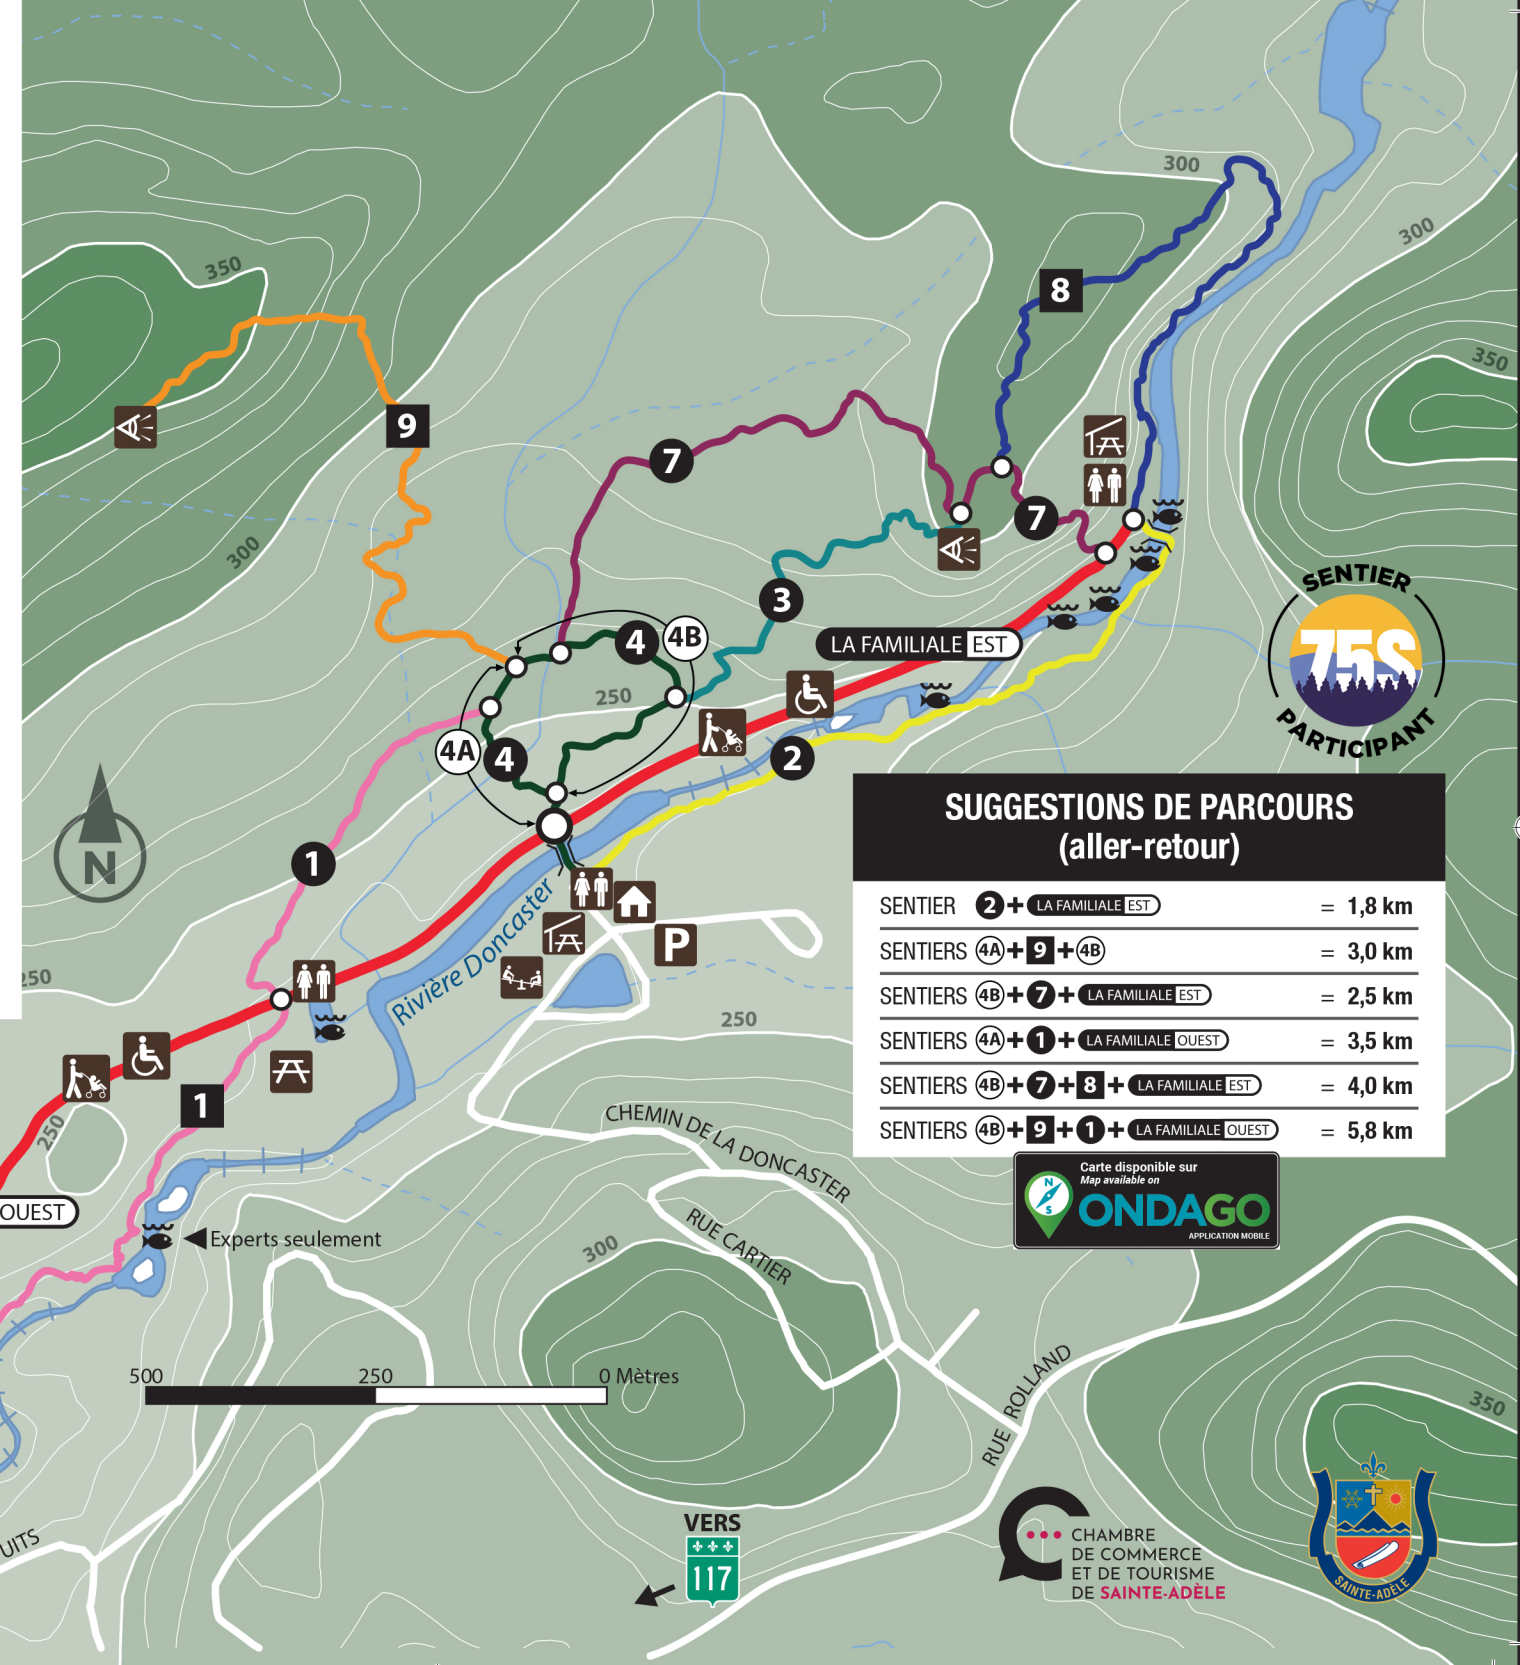 300
300
350
8
350
9
7
7
300
SENTIER
75S
PARTICIPANT
3
4
4B
LA FAMILIALE EST
250
4A
4
2
N
1
Rivière Doncaster
P
250
250
1
250
OUEST
Experts seulement
CHEMIN DE LA DONCASTER
RUE CARTIER
300
SUGGESTIONS DE PARCOURS
(aller-retour)
SENTIER 2+LA FAMILIALE EST = 1,8 km
SENTIERS 4A+9+4B = 3,0 km
SENTIERS 4B+7+LA FAMILIALE EST = 2,5 km
SENTIERS 4A+1+LA FAMILIALE OUEST = 3,5 km
SENTIERS 4B+7+8+LA FAMILIALE EST = 4,0 km
SENTIERS 4B+9+1+LA FAMILIALE OUEST = 5,8 km
N
S
Carte disponible sur
Map available on
ONDAGO
APPLICATION MOBILE
500 250 0 Mètres
RUE ROLLAND
350
UITS
VERS
117
CHAMBRE
DE COMMERCE
ET DE TOURISME
DE SAINTE-ADÈLE
SAINTE-ADÈLE